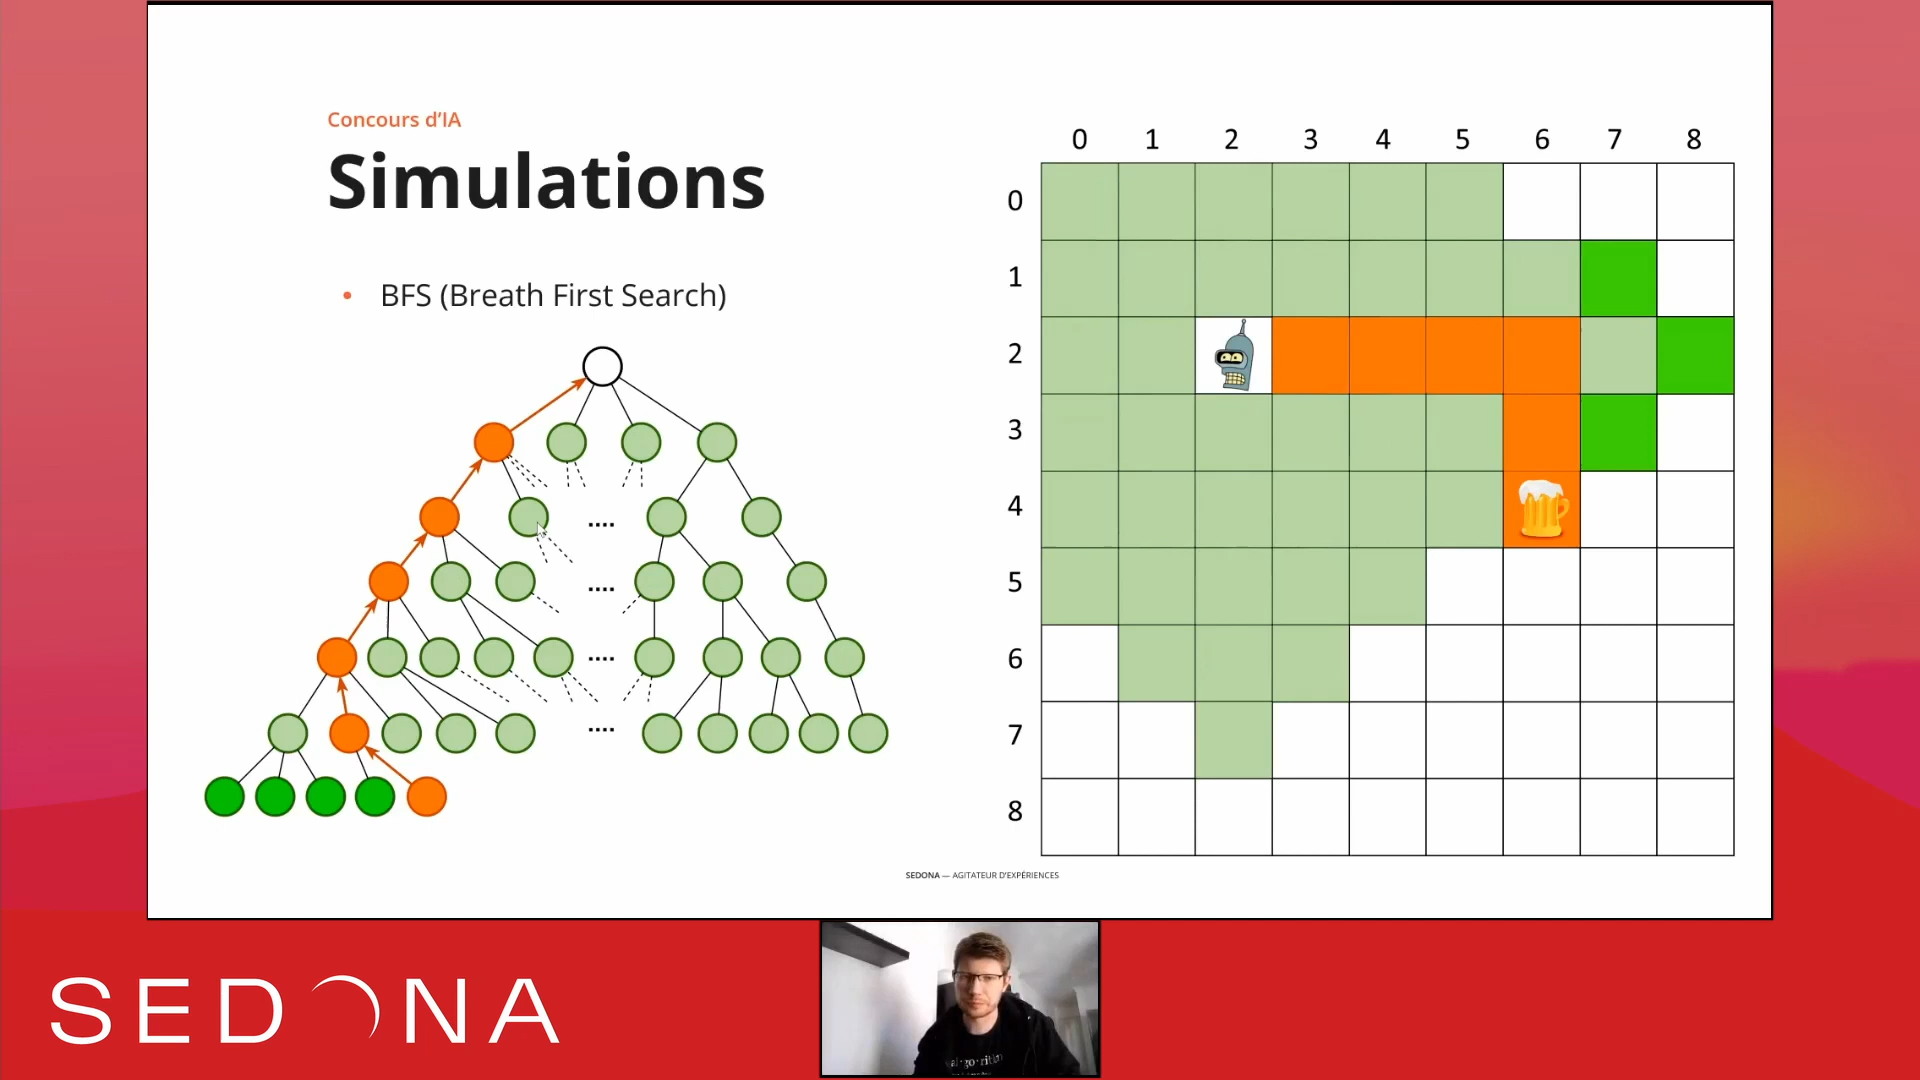 Concours d'IA
Simulations
• BFS (Breath First Search)
....
....
....
....
0 1 2 3 4 5 6 7 8
0
1
2
3
4
5
6
7
8
SEDONA — AGITATEUR D'EXPÉRIENCES
SEDONA